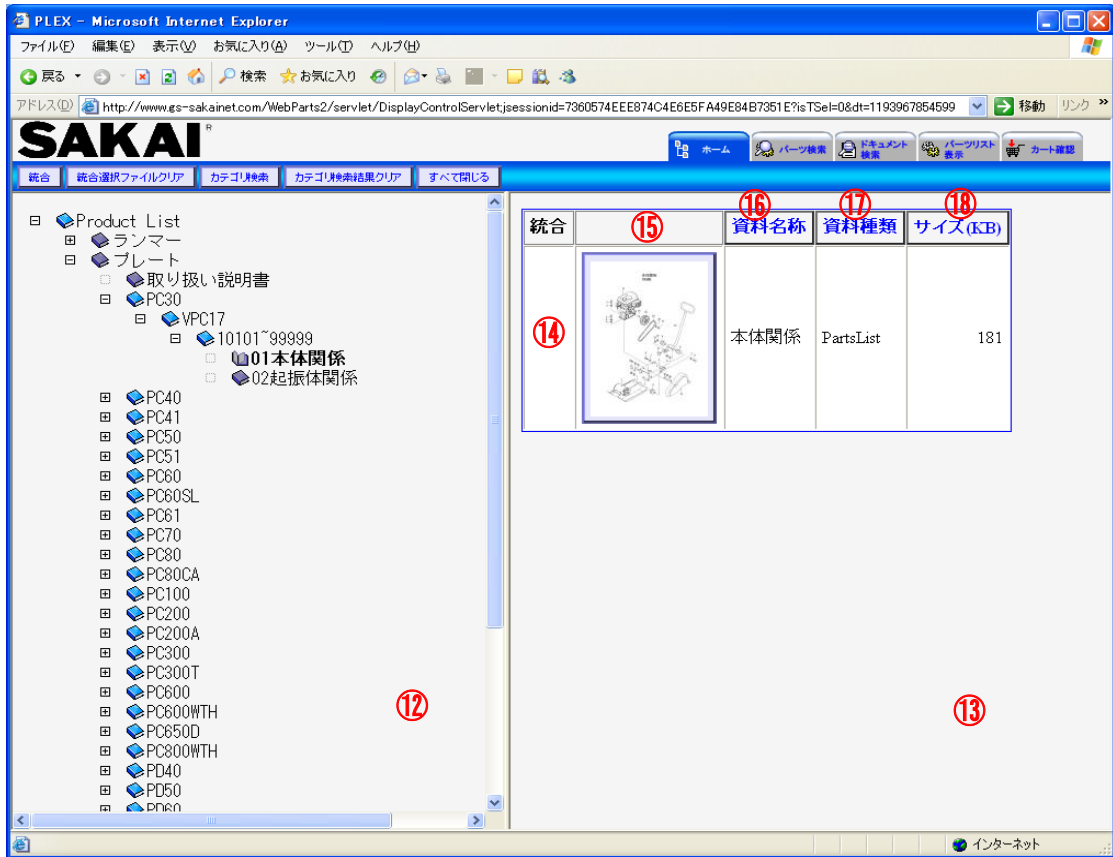 PLEX - Microsoft Internet Explorer
ファイル(F) 編集(E) 表示(V) お気に入り(A) ツール(T) ヘルプ(H)
戻る 検索 お気に入り
アドレス(D) http://www.gs-sakainet.com/WebParts2/servlet/DisplayControlServlet;jsessionid=7360574EEE874C4E6E5FA49E84B7351E?isTSel=0&dt=1193967854599 移動 リンク »
SAKAI®
ホーム パーツ検索 ドキュメント検索 パーツリスト表示 カート確認
統合 統合選択ファイルクリア カテゴリ検索 カテゴリ検索結果クリア すべて閉じる
Product List
ランマー
プレート
取り扱い説明書
PC30
VPC17
10101~99999
01本体関係
02起振体関係
PC40
PC41
PC50
PC51
PC60
PC60SL
PC61
PC70
PC80
PC80CA
PC100
PC200
PC200A
PC300
PC300T
PC600
PC600WTH
PC650D
PC800WTH
PD40
PD50
PD60
⑫
統合 ⑮ ⑯ 資料名称 ⑰ 資料種類 ⑱ サイズ(KB)
⑭ 本体関係 PartsList 181
⑬
インターネット